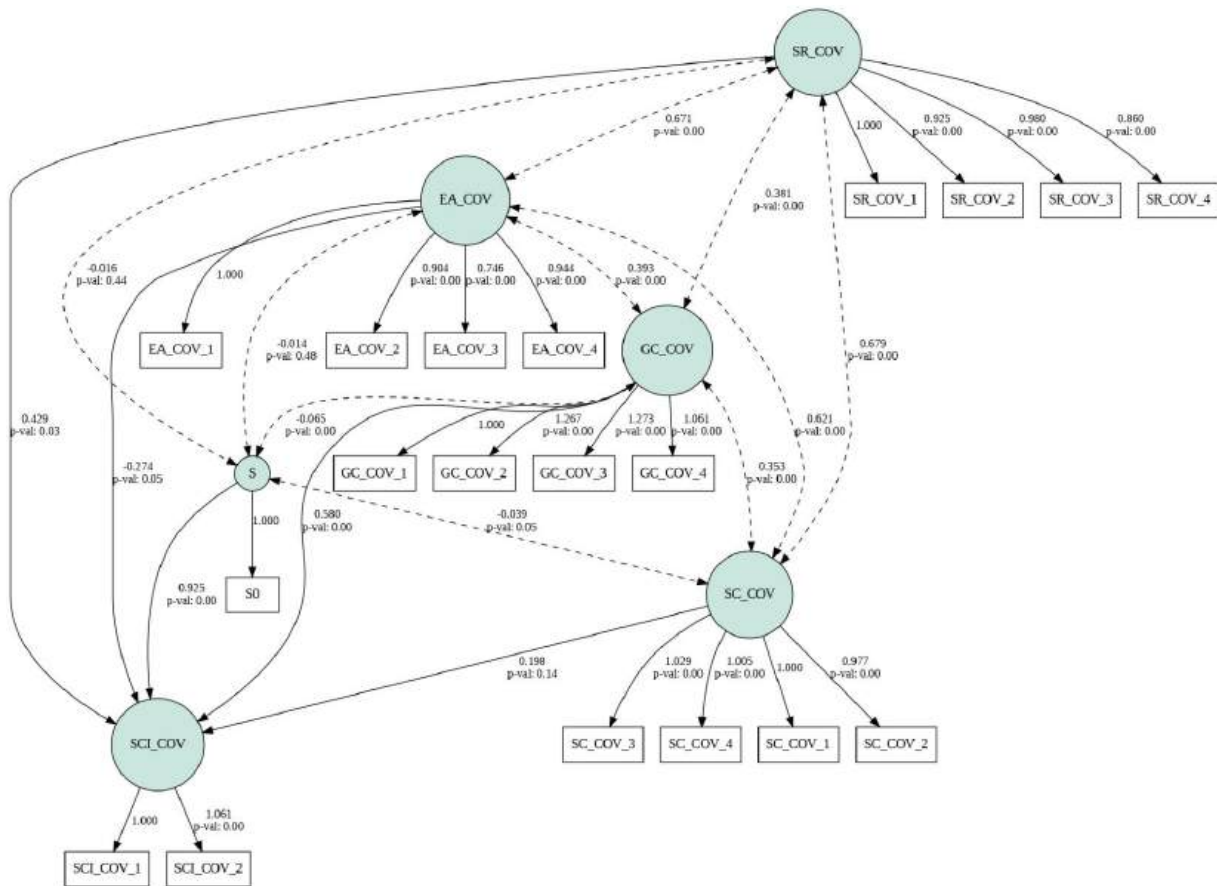 SR_COV
1.000
0.925
p-val: 0.00
0.980
p-val: 0.00
0.860
p-val: 0.00
0.671
p-val: 0.00
SR_COV_1
SR_COV_2
SR_COV_3
SR_COV_4
EA_COV
0.381
p-val: 0.00
-0.016
p-val: 0.44
1.000
0.904
p-val: 0.00
0.746
p-val: 0.00
0.944
p-val: 0.00
0.393
p-val: 0.00
EA_COV_1
EA_COV_2
EA_COV_3
EA_COV_4
GC_COV
-0.014
p-val: 0.48
0.679
p-val: 0.00
0.429
p-val: 0.03
-0.065
p-val: 0.00
1.000
1.267
p-val: 0.00
1.273
p-val: 0.00
1.061
p-val: 0.00
0.621
p-val: 0.00
-0.274
p-val: 0.05
S
GC_COV_1
GC_COV_2
GC_COV_3
GC_COV_4
0.353
p-val: 0.00
1.000
0.580
p-val: 0.00
-0.039
p-val: 0.05
0.925
p-val: 0.00
S0
SC_COV
0.198
p-val: 0.14
1.029
p-val: 0.00
1.005
p-val: 0.00
1.000
0.977
p-val: 0.00
SCI_COV
SC_COV_3
SC_COV_4
SC_COV_1
SC_COV_2
1.000
1.061
p-val: 0.00
SCI_COV_1
SCI_COV_2